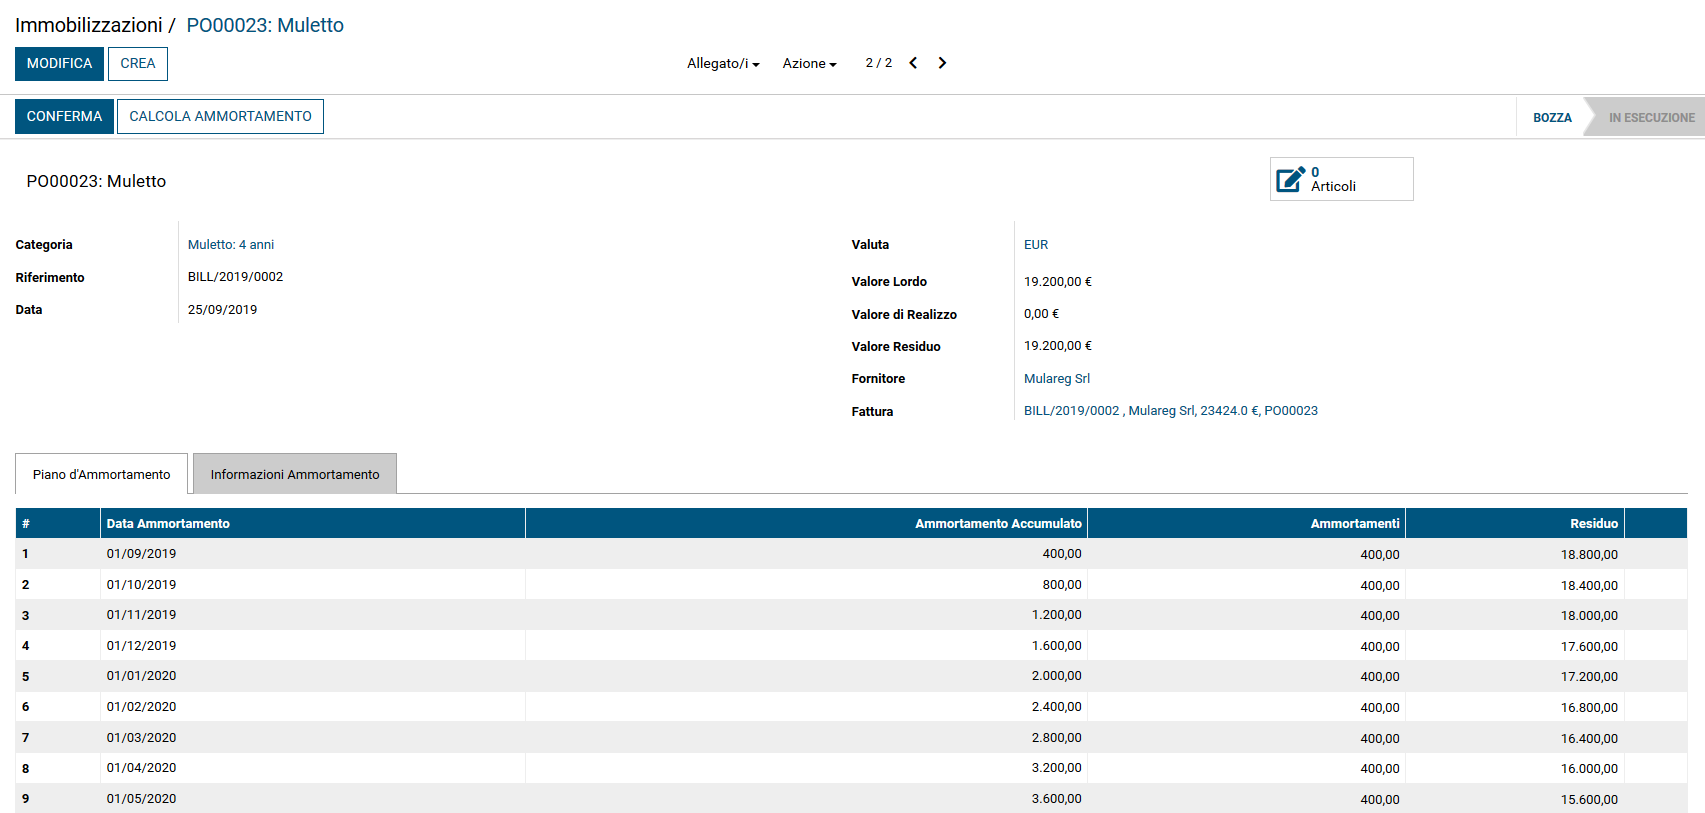 Immobilizzazioni / PO00023: Muletto
MODIFICA CREA Allegato/i Azione 2 / 2
CONFERMA CALCOLA AMMORTAMENTO BOZZA IN ESECUZIONE
PO00023: Muletto
0
Articoli
Categoria Muletto: 4 anni
Riferimento BILL/2019/0002
Data 25/09/2019
Valuta EUR
Valore Lordo 19.200,00 €
Valore di Realizzo 0,00 €
Valore Residuo 19.200,00 €
Fornitore Mulareg Srl
Fattura BILL/2019/0002 , Mulareg Srl, 23424.0 €, PO00023
Piano d'Ammortamento Informazioni Ammortamento
# Data Ammortamento Ammortamento Accumulato Ammortamenti Residuo
1 01/09/2019 400,00 400,00 18.800,00
2 01/10/2019 800,00 400,00 18.400,00
3 01/11/2019 1.200,00 400,00 18.000,00
4 01/12/2019 1.600,00 400,00 17.600,00
5 01/01/2020 2.000,00 400,00 17.200,00
6 01/02/2020 2.400,00 400,00 16.800,00
7 01/03/2020 2.800,00 400,00 16.400,00
8 01/04/2020 3.200,00 400,00 16.000,00
9 01/05/2020 3.600,00 400,00 15.600,00